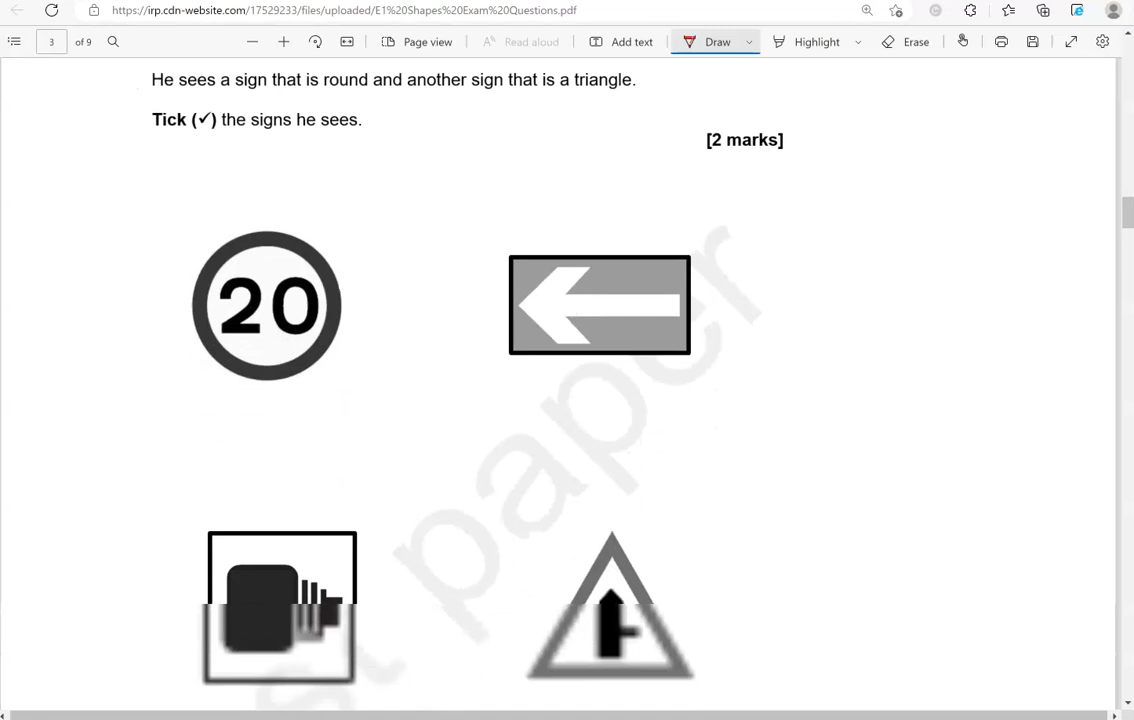 https://irp.cdn-website.com/17529233/files/uploaded/E1%20Shapes%20Exam%20Questions.pdf
3 of 9 Page view Read aloud Add text Draw Highlight Erase
He sees a sign that is round and another sign that is a triangle.
Tick (✓) the signs he sees.
[2 marks]
20
st paper